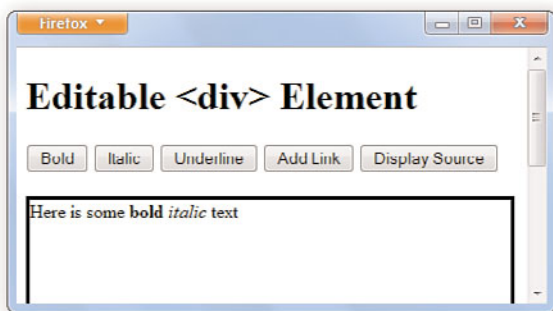 Firefox
Editable <div> Element
Bold Italic Underline Add Link Display Source
Here is some bold italic text